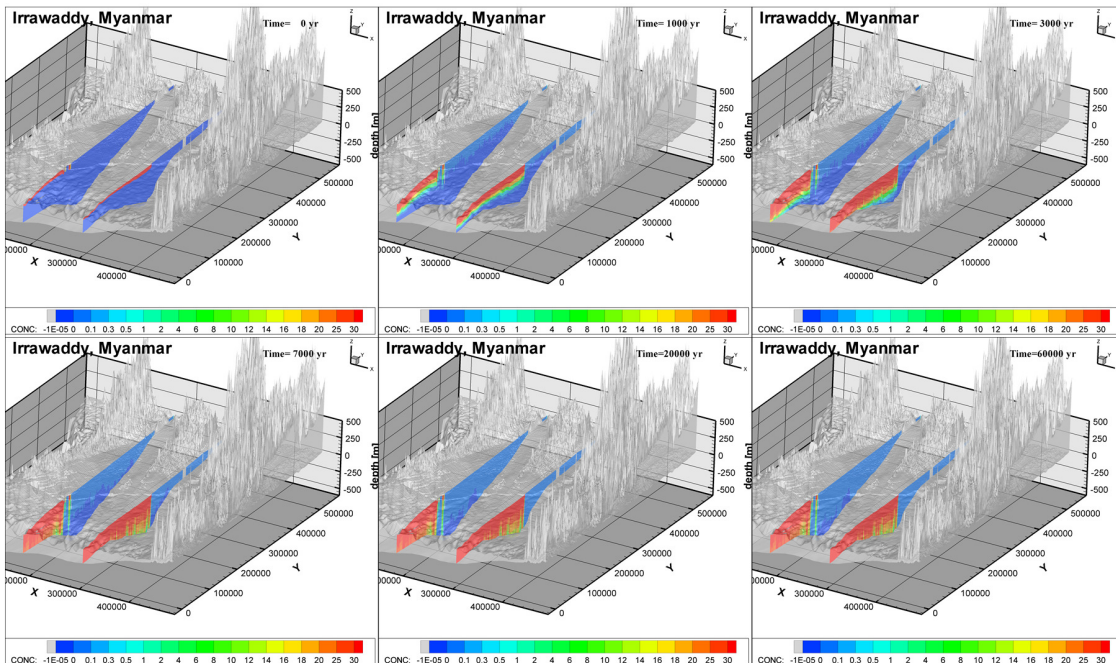 Irrawaddy, Myanmar
Time= 0 yr
Z
Y
X
500
250
0
-250
-500
depth [m]
500000
400000
300000
200000
100000
0
Y
00000
X
300000
400000
CONC: -1E-05 0 0.1 0.3 0.5 1 2 4 6 8 10 12 14 16 18 20 25 30
Irrawaddy, Myanmar
Time= 1000 yr
Z
Y
X
500
250
0
-250
-500
depth [m]
500000
400000
300000
200000
100000
0
Y
00000
X
300000
400000
CONC: -1E-05 0 0.1 0.3 0.5 1 2 4 6 8 10 12 14 16 18 20 25 30
Irrawaddy, Myanmar
Time= 3000 yr
Z
Y
X
500
250
0
-250
-500
depth [m]
500000
400000
300000
200000
100000
0
Y
00000
X
300000
400000
CONC: -1E-05 0 0.1 0.3 0.5 1 2 4 6 8 10 12 14 16 18 20 25 30
Irrawaddy, Myanmar
Time= 7000 yr
Z
Y
X
500
250
0
-250
-500
depth [m]
500000
400000
300000
200000
100000
0
Y
00000
X
300000
400000
CONC: -1E-05 0 0.1 0.3 0.5 1 2 4 6 8 10 12 14 16 18 20 25 30
Irrawaddy, Myanmar
Time=20000 yr
Z
Y
X
500
250
0
-250
-500
depth [m]
500000
400000
300000
200000
100000
0
Y
00000
X
300000
400000
CONC: -1E-05 0 0.1 0.3 0.5 1 2 4 6 8 10 12 14 16 18 20 25 30
Irrawaddy, Myanmar
Time=60000 yr
Z
Y
X
500
250
0
-250
-500
depth [m]
500000
400000
300000
200000
100000
0
Y
00000
X
300000
400000
CONC: -1E-05 0 0.1 0.3 0.5 1 2 4 6 8 10 12 14 16 18 20 25 30